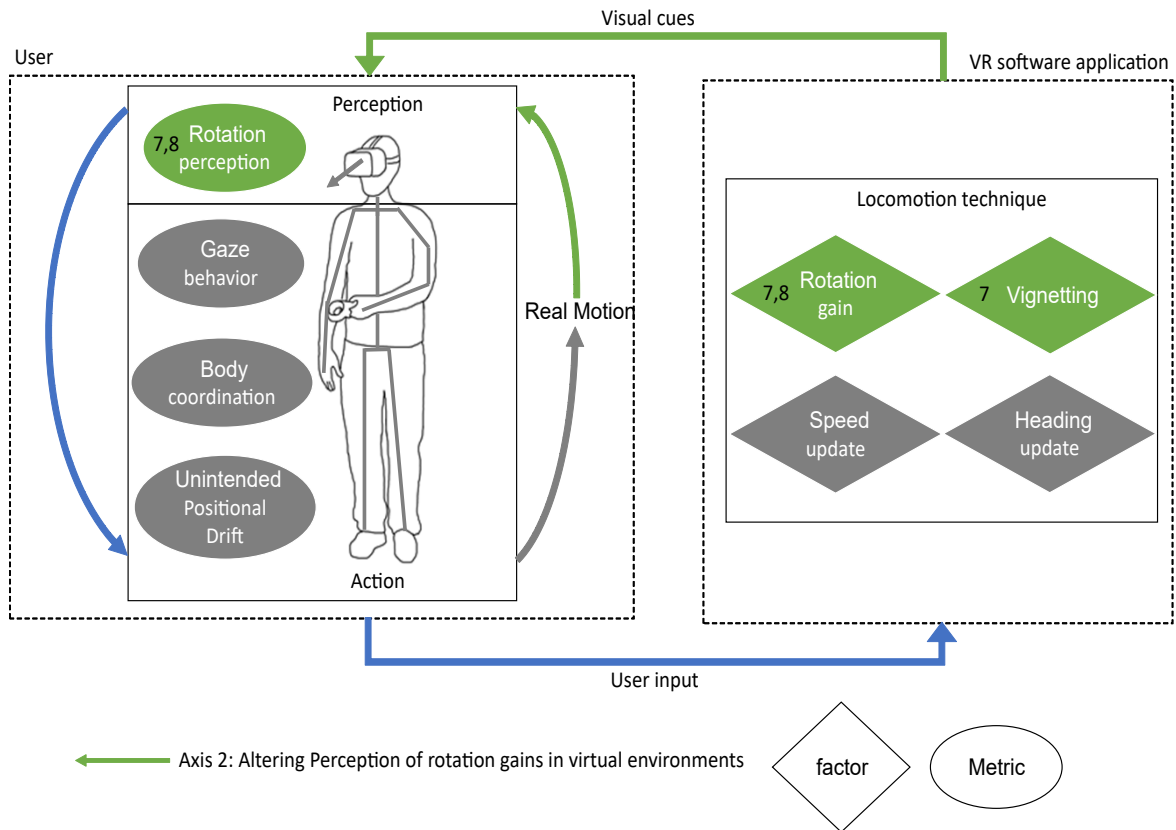 Visual cues
User
VR software application
Perception
7,8 Rotation
perception
Locomotion technique
Gaze
behavior
7,8 Rotation
gain
7 Vignetting
Real Motion
Body
coordination
Speed
update
Heading
update
Unintended
Positional
Drift
Action
User input
Axis 2: Altering Perception of rotation gains in virtual environments
factor
Metric